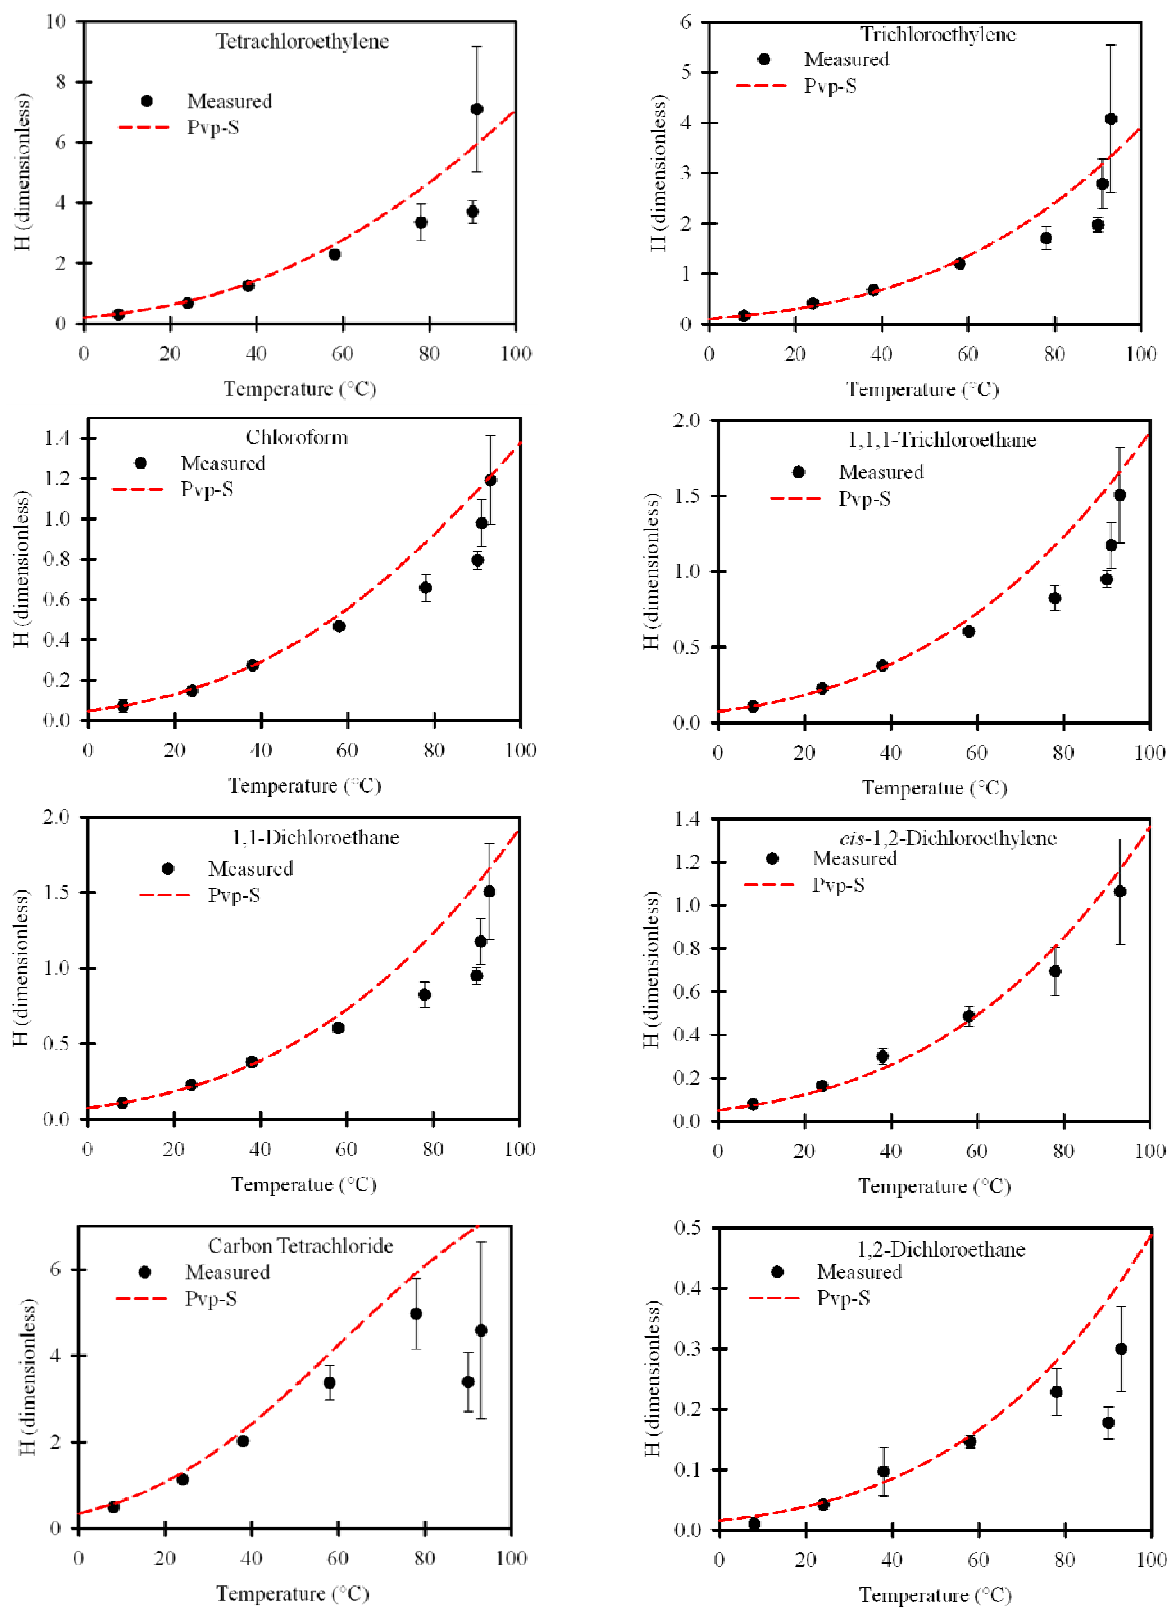 Tetrachloroethylene
Measured
Pvp-S
H (dimensionless)
10
8
6
4
2
0
0 20 40 60 80 100
Temperature (°C)
Trichloroethylene
Measured
Pvp-S
H (dimensionless)
6
5
4
3
2
1
0
0 20 40 60 80 100
Temperature (°C)
Chloroform
Measured
Pvp-S
H (dimensionless)
1.4
1.2
1.0
0.8
0.6
0.4
0.2
0.0
0 20 40 60 80 100
Temperature (°C)
1,1,1-Trichloroethane
Measured
Pvp-S
H (dimensionless)
2.0
1.5
1.0
0.5
0.0
0 20 40 60 80 100
Temperatue (°C)
1,1-Dichloroethane
Measured
Pvp-S
H (dimensionless)
2.0
1.5
1.0
0.5
0.0
0 20 40 60 80 100
Temperatue (°C)
cis-1,2-Dichloroethylene
Measured
Pvp-S
H (dimensionless)
1.4
1.2
1.0
0.8
0.6
0.4
0.2
0.0
0 20 40 60 80 100
Temperature (°C)
Carbon Tetrachloride
Measured
Pvp-S
H (dimensionless)
6
4
2
0
0 20 40 60 80 100
Temperature (°C)
1,2-Dichloroethane
Measured
Pvp-S
H (dimensionless)
0.5
0.4
0.3
0.2
0.1
0.0
0 20 40 60 80 100
Temperature (°C)